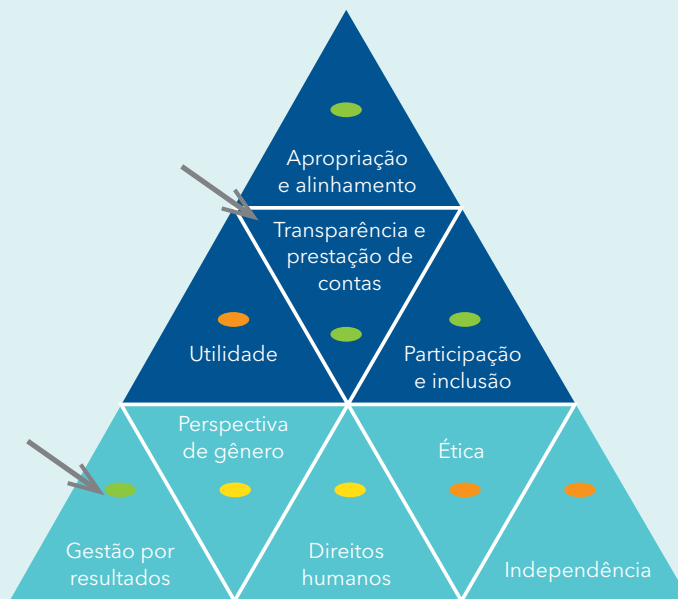 Apropriação
e alinhamento
Transparência e
prestação de
contas
Utilidade
Participação
e inclusão
Perspectiva
de gênero
Ética
Gestão por
resultados
Direitos
humanos
Independência